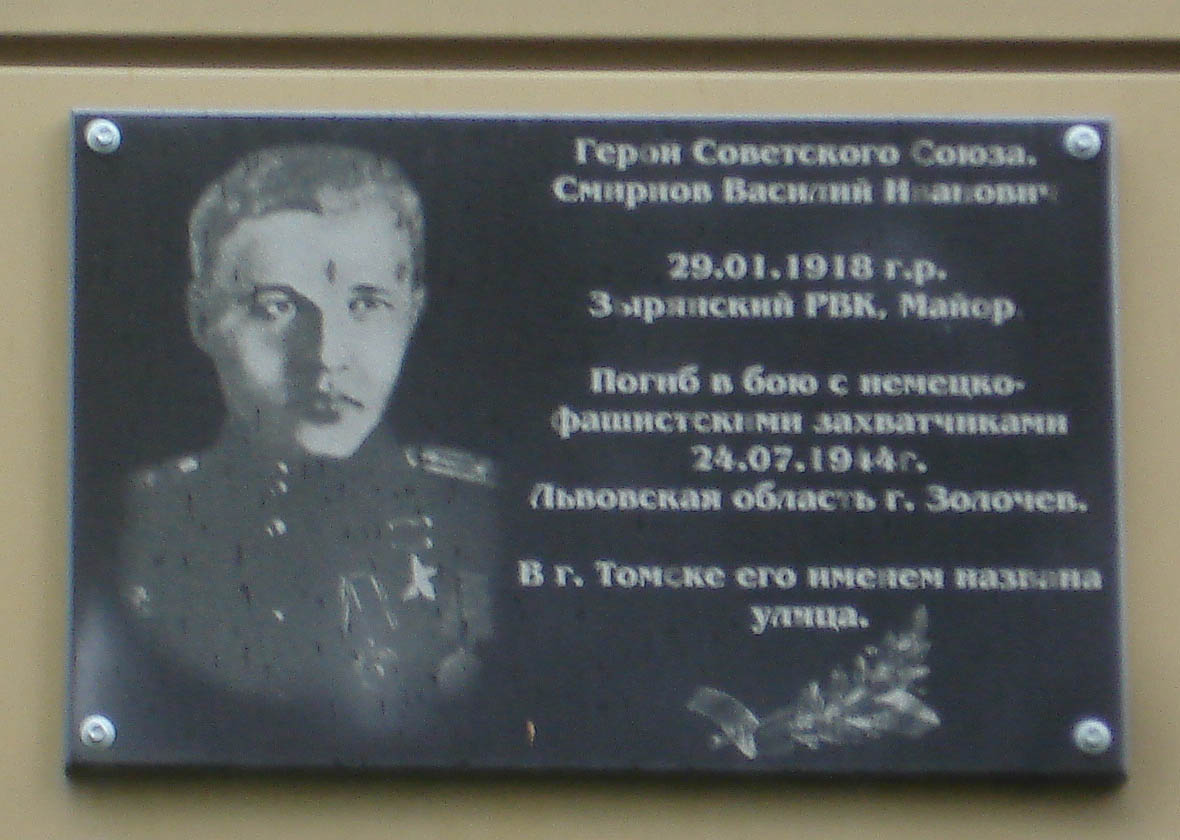 Герой Советского Союза.
Смирнов Василий Иванович
29.01.1918 г.р.
Зырянский РВК, Майор.
Погиб в бою с немецко-
фашистскими захватчиками
24.07.1944г.
Львовская область г. Золочев.
В г. Томске его именем названа
улица.